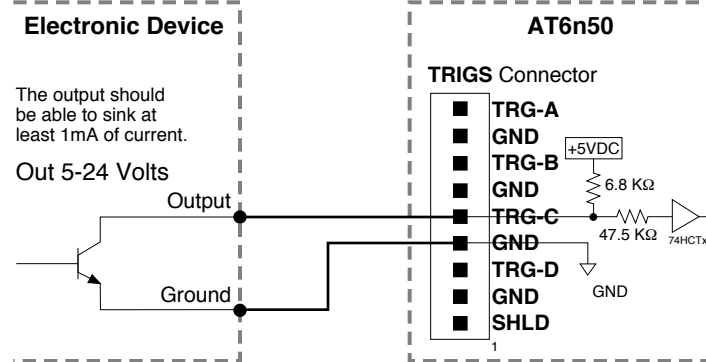 Electronic Device
AT6n50
The output should
be able to sink at
least 1mA of current.
Out 5-24 Volts
Output
Ground
TRIGS Connector
TRG-A
GND
TRG-B
GND
TRG-C
GND
TRG-D
GND
SHLD
1
+5VDC
6.8 KΩ
47.5 KΩ
74HCTx
GND